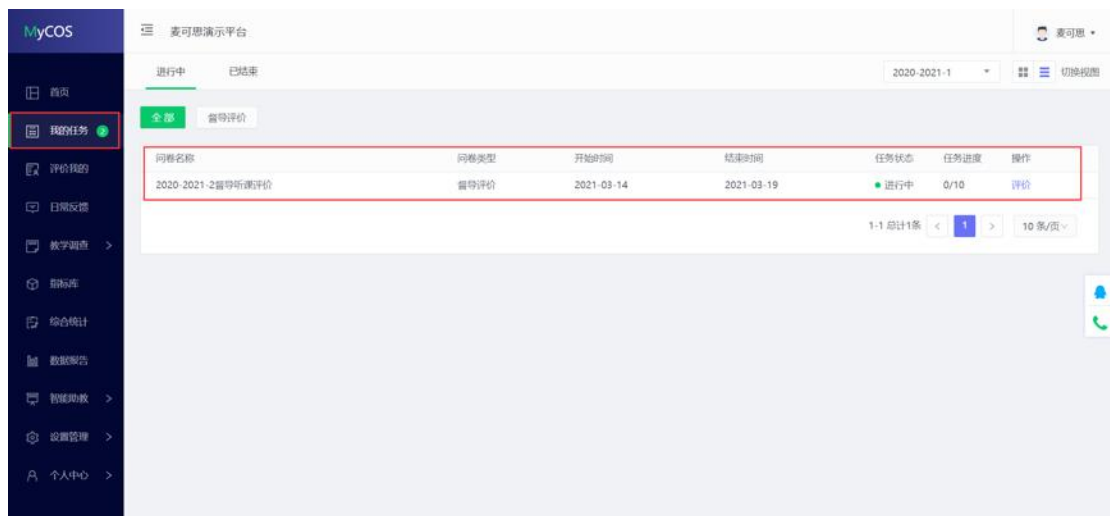 MyCOS
麦可思演示平台
麦可思
进行中 已结束
2020-2021-1 切换视图
首页
我的任务 2
评价我的
日常反馈
教学调查
指标库
综合统计
数据报告
智能助教
设置管理
个人中心
全部 督导评价
问卷名称 问卷类型 开始时间 结束时间 任务状态 任务进度 操作
2020-2021-2督导听课评价 督导评价 2021-03-14 2021-03-19 进行中 0/10 评价
1-1 总计1条 < 1 > 10 条/页